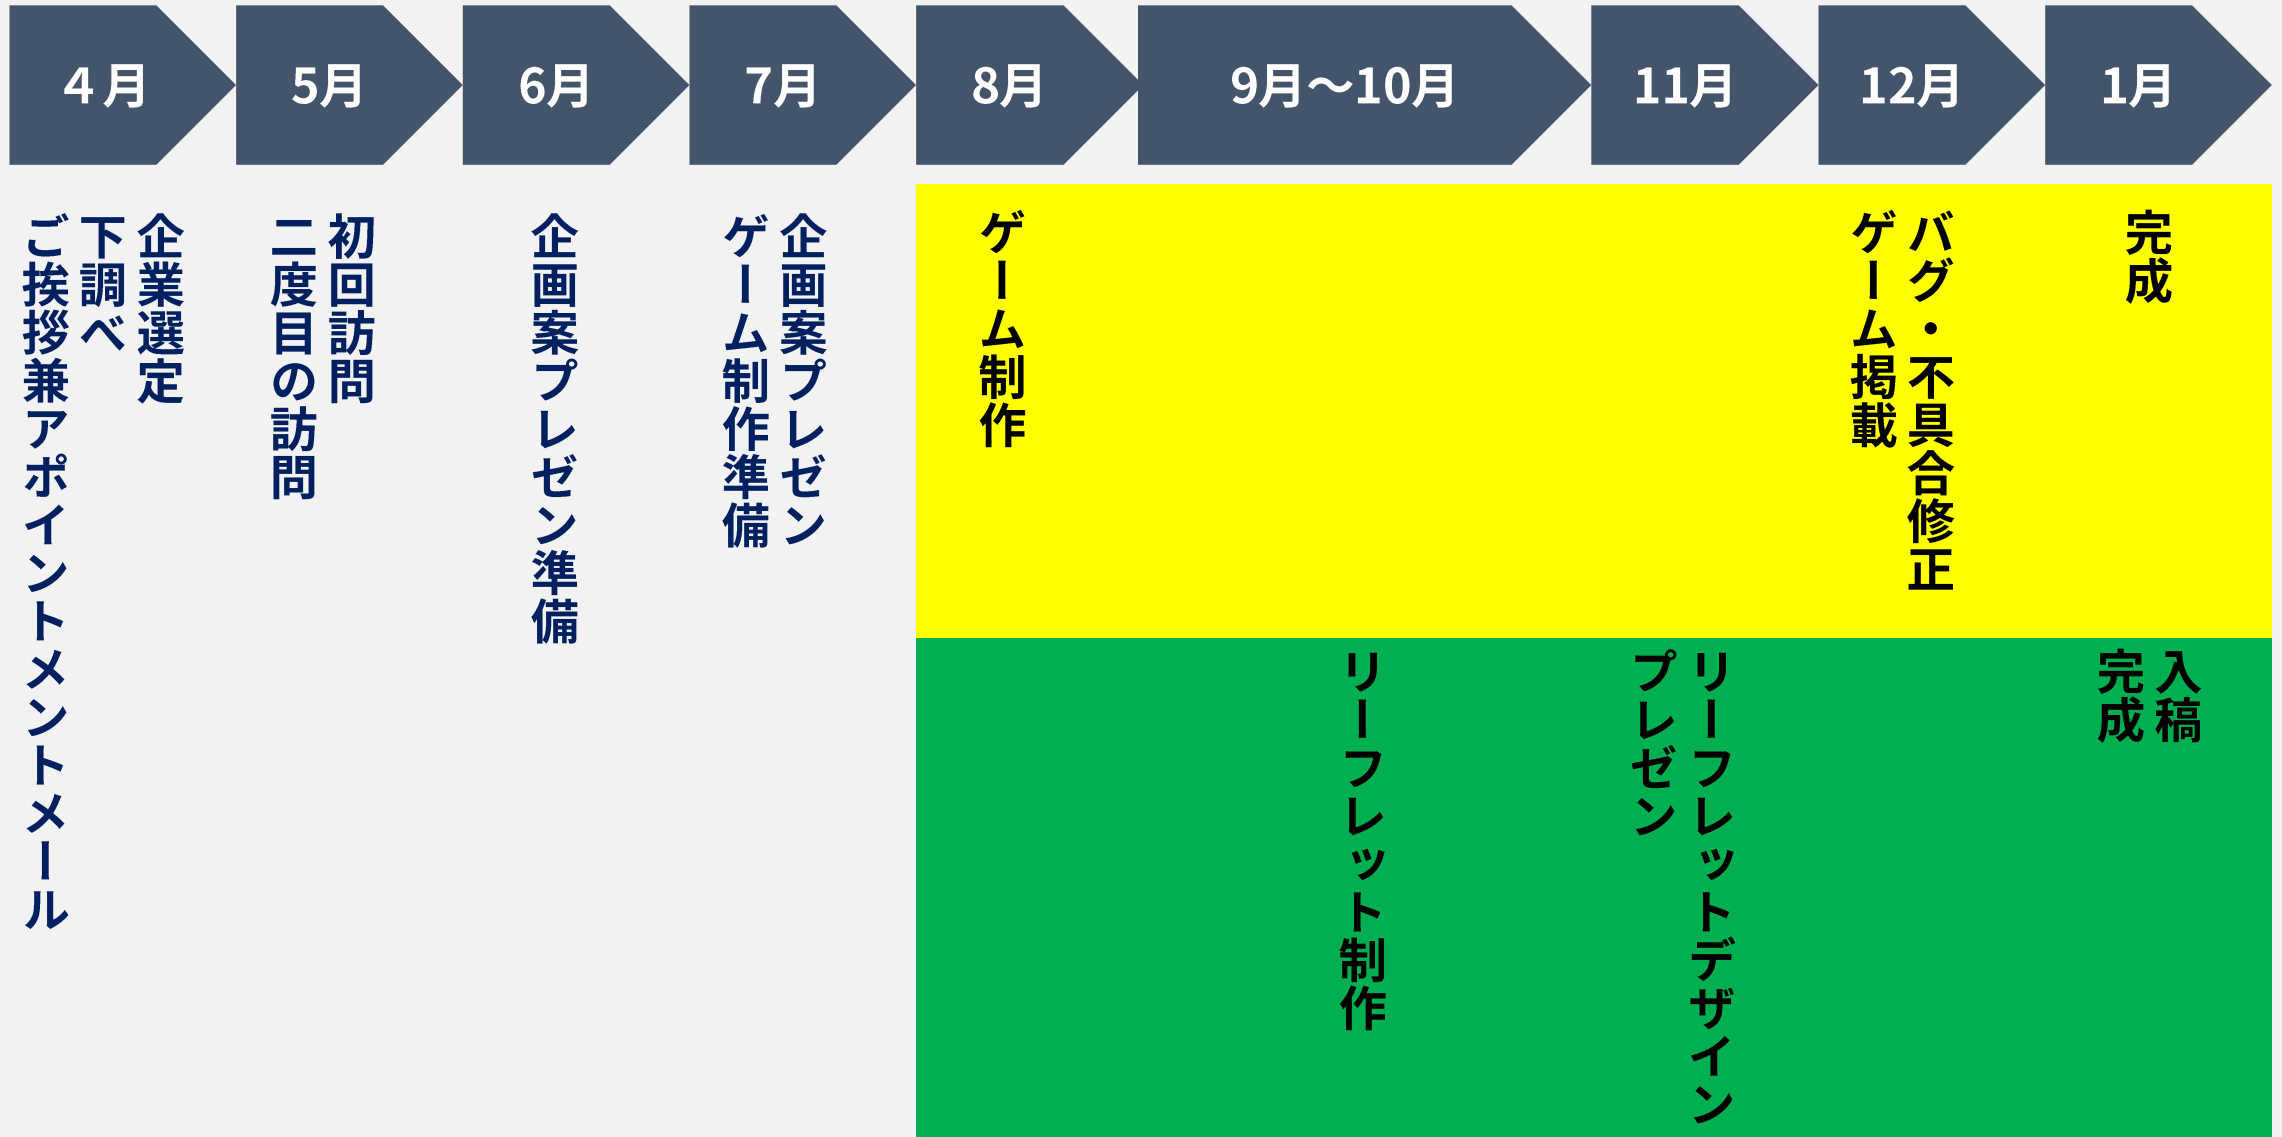 4月
5月
6月
7月
8月
9月～10月
11月
12月
1月
企業選定
下調べ
ご挨拶兼アポイントメントメール
初回訪問
二度目の訪問
企画案プレゼン準備
企画案プレゼン
ゲーム制作準備
ゲーム制作
バグ・不具合修正
ゲーム掲載
完成
リーフレット制作
リーフレットデザイン
プレゼン
入稿
完成